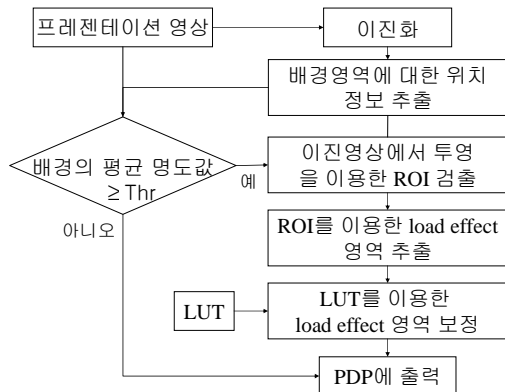 프레젠테이션 영상
이진화
배경영역에 대한 위치
정보 추출
배경의 평균 명도값
≥ Thr
예
아니오
이진영상에서 투영
을 이용한 ROI 검출
ROI를 이용한 load effect
영역 추출
LUT
LUT를 이용한
load effect 영역 보정
PDP에 출력